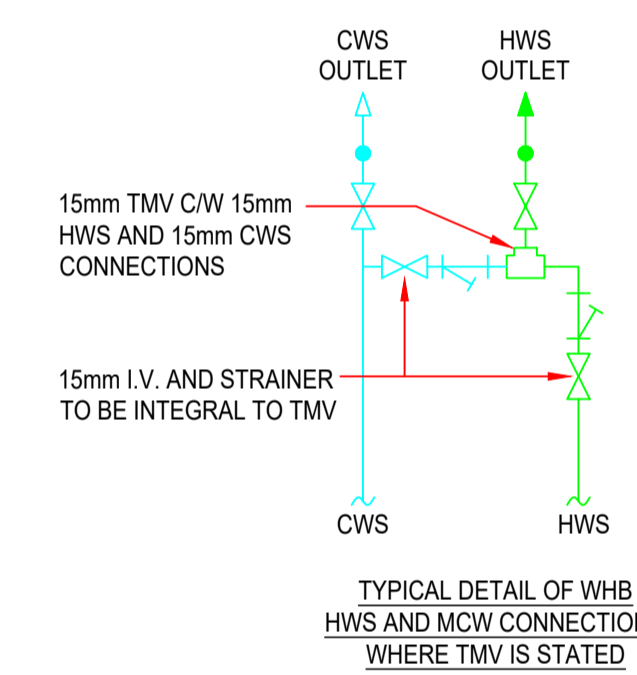 CWS
OUTLET
HWS
OUTLET
15mm TMV C/W 15mm
HWS AND 15mm CWS
CONNECTIONS
15mm I.V. AND STRAINER
TO BE INTEGRAL TO TMV
CWS
HWS
TYPICAL DETAIL OF WHB
HWS AND MCW
WHERE TMV IS STATED